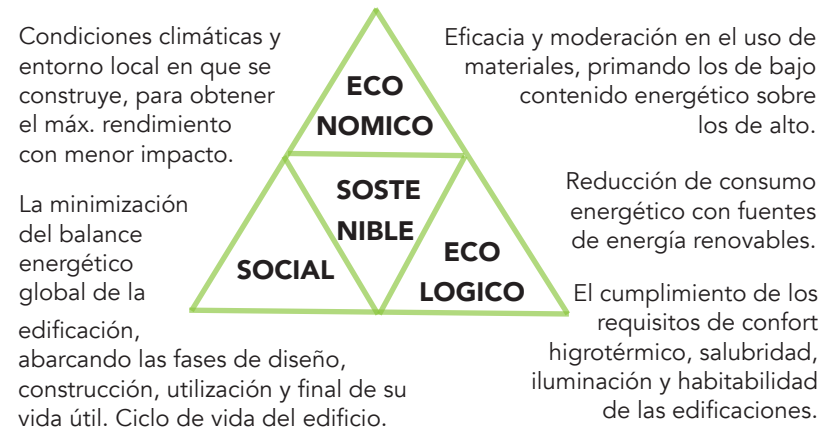 Condiciones climáticas y
entorno local en que se
construye, para obtener
el máx. rendimiento
con menor impacto.
La minimización
del balance
energético
global de la
edificación,
abarcando las fases de diseño,
construcción, utilización y final de su
vida útil. Ciclo de vida del edificio.
ECO
NOMICO
SOSTE
NIBLE
SOCIAL
ECO
LOGICO
Eficacia y moderación en el uso de
materiales, primando los de bajo
contenido energético sobre
los de alto.
Reducción de consumo
energético con fuentes
de energía renovables.
El cumplimiento de los
requisitos de confort
higrotérmico, salubridad,
iluminación y habitabilidad
de las edificaciones.